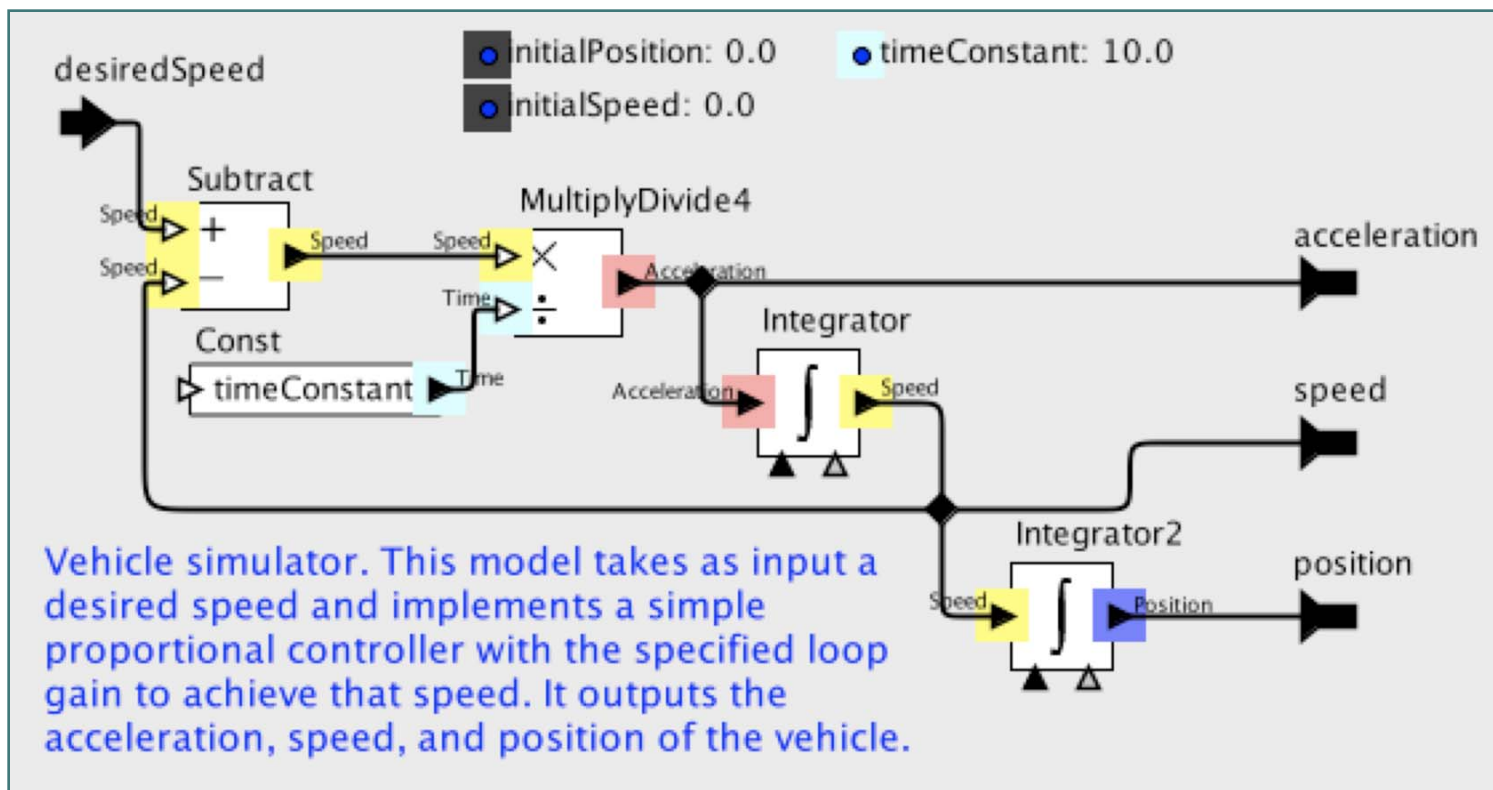 initialPosition: 0.0
timeConstant: 10.0
desiredSpeed
initialSpeed: 0.0
Subtract
MultiplyDivide4
Speed
+
Speed
Speed
×
acceleration
Speed
−
Acceleration
Time
÷
Integrator
Const
timeConstant
Time
Acceleration
∫
Speed
speed
Integrator2
position
Speed
∫
Position
Vehicle simulator. This model takes as input a
desired speed and implements a simple
proportional controller with the specified loop
gain to achieve that speed. It outputs the
acceleration, speed, and position of the vehicle.